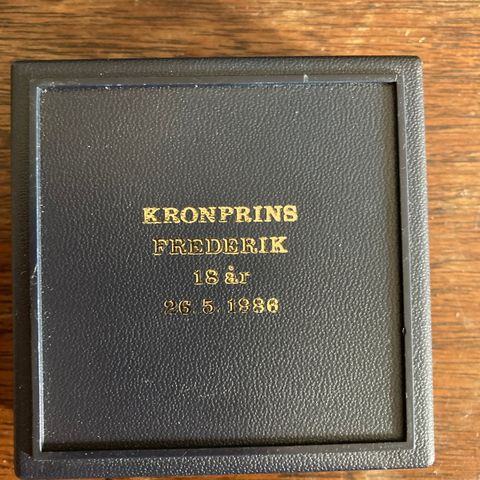 KRONPRINS
FREDERIK
18 år
26. 5. 1986